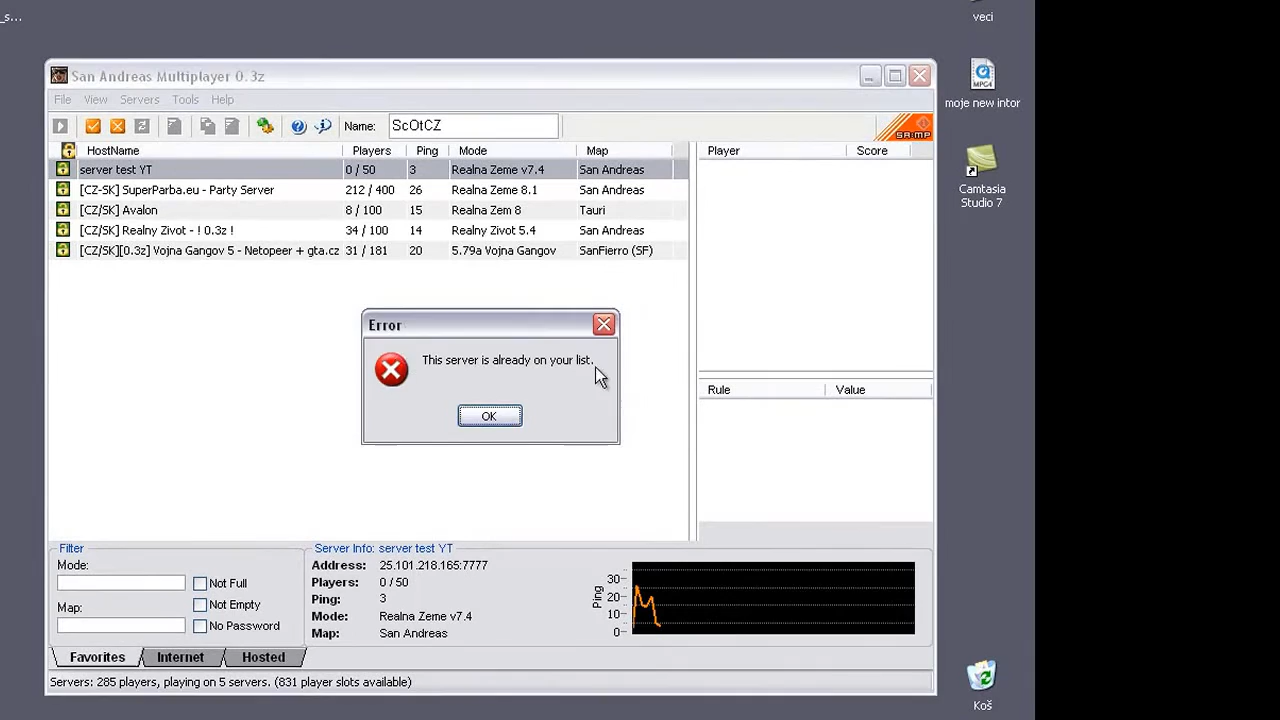 _s...
veci
San Andreas Multiplayer 0.3z
File View Servers Tools Help
moje new intor
Name: ScOtCZ
SA:MP
HostName Players Ping Mode Map
Player Score
server test YT 0 / 50 3 Realna Zeme v7.4 San Andreas
[CZ-SK] SuperParba.eu - Party Server 212 / 400 26 Realna Zeme 8.1 San Andreas
[CZ/SK] Avalon 8 / 100 15 Realna Zem 8 Tauri
[CZ/SK] Realny Zivot - ! 0.3z ! 34 / 100 14 Realny Zivot 5.4 San Andreas
[CZ/SK][0.3z] Vojna Gangov 5 - Netopeer + gta.cz 31 / 181 20 5.79a Vojna Gangov SanFierro (SF)
Camtasia
Studio 7
Error
This server is already on your list.
OK
Rule Value
Filter
Mode:
Not Full
Map:
Not Empty
No Password
Server Info: server test YT
Address: 25.101.218.165:7777
Players: 0 / 50
Ping: 3
Mode: Realna Zeme v7.4
Map: San Andreas
Ping
30
20
10
0
Favorites Internet Hosted
Servers: 285 players, playing on 5 servers. (831 player slots available)
Koš